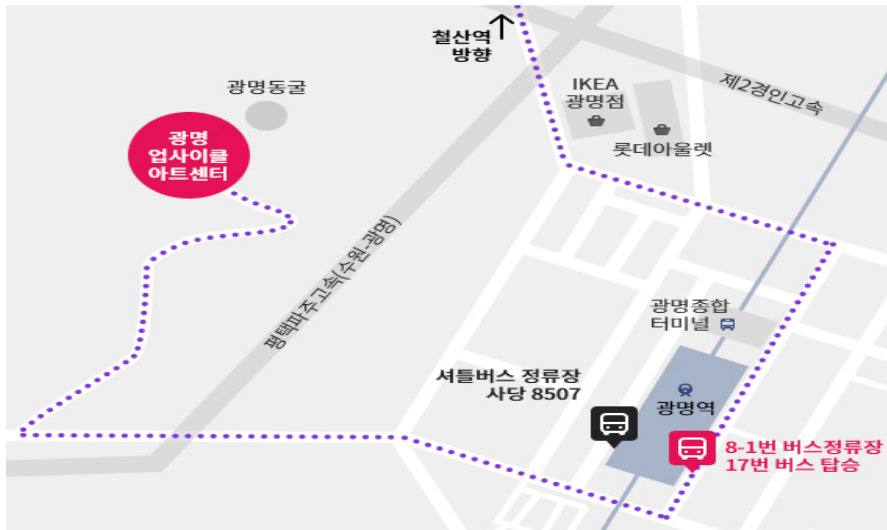 철산역
방향
IKEA
광명점
제2경인고속
광명동굴
롯데아울렛
광명
업사이클
아트센터
평택파주고속(수원-광명)
광명종합
터미널
셔틀버스 정류장
사당 8507
광명역
8-1번 버스정류장
17번 버스 탑승